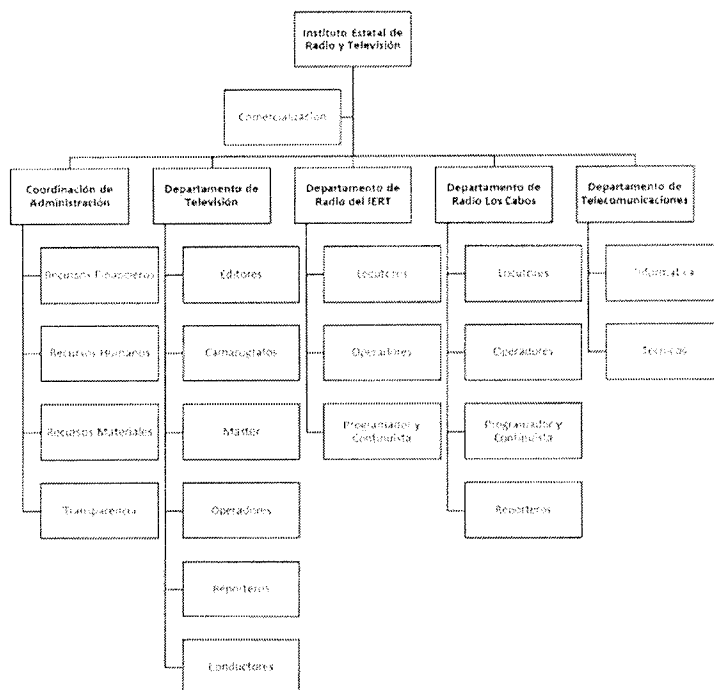 Instituto Estatal de
Radio y Televisión
Comercialización
Coordinación de
Administración
Recursos Financieros
Recursos Humanos
Recursos Materiales
Transparencia
Departamento de
Televisión
Editores
Camarógrafos
Master
Operadores
Reporteros
Conductores
Departamento de
Radio del IERT
Locutores
Operadores
Programador y
Continuista
Departamento de
Radio Los Cabos
Locutores
Operadores
Programador y
Continuista
Reporteros
Departamento de
Telecomunicaciones
Informática
Técnicos